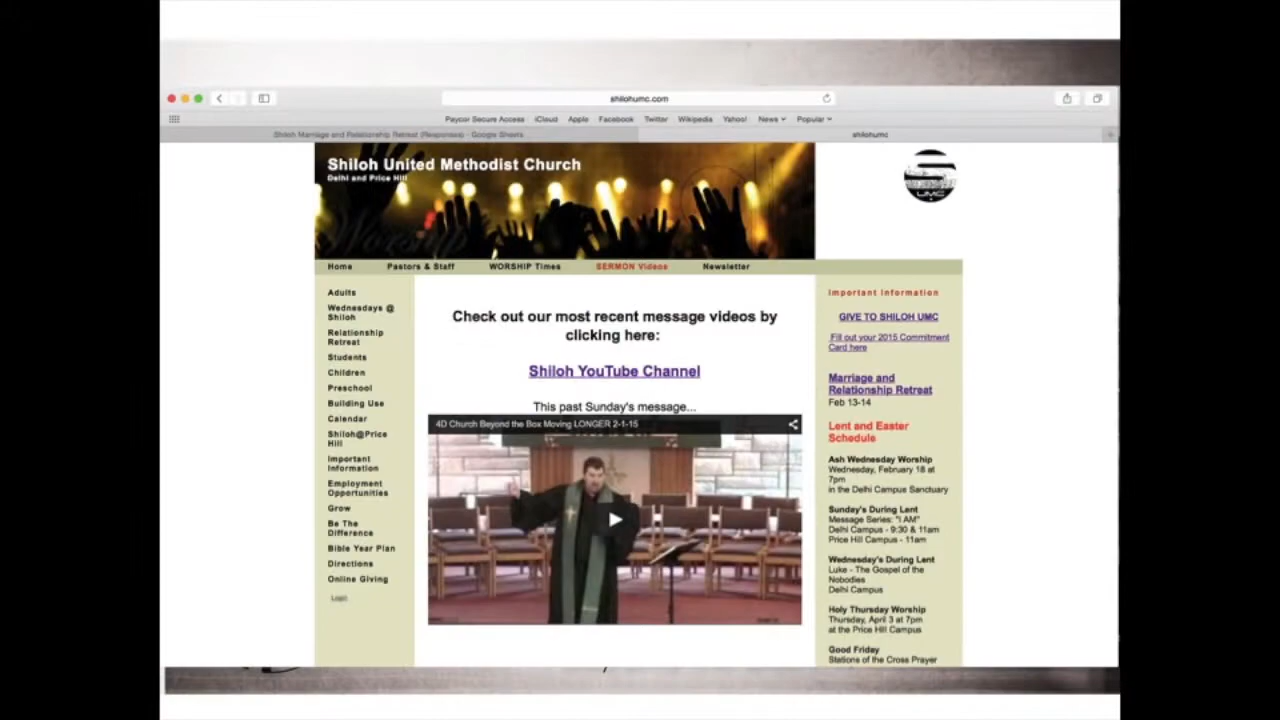 shilohumc.com
Paycor Secure Access iCloud Apple Facebook Twitter Wikipedia Yahoo! News Popular
Shiloh Marriage and Relationship Retreat (Responses) - Google Sheets
shilohumc
Shiloh United Methodist Church
Delhi and Price Hill
Worship
UMC
Home Pastors & Staff WORSHIP Times SERMON Videos Newsletter
Adults
Wednesdays @
Shiloh
Relationship
Retreat
Students
Children
Preschool
Building Use
Calendar
Shiloh@Price
Hill
Important
Information
Employment
Opportunities
Grow
Be The
Difference
Bible Year Plan
Directions
Online Giving
Login
Check out our most recent message videos by
clicking here:
Shiloh YouTube Channel
This past Sunday's message...
4D Church Beyond the Box Moving LONGER 2-1-15
Important Information
GIVE TO SHILOH UMC
Fill out your 2015 Commitment
Card here
Marriage and
Relationship Retreat
Feb 13-14
Lent and Easter
Schedule
Ash Wednesday Worship
Wednesday, February 18 at
7pm
in the Delhi Campus Sanctuary
Sunday's During Lent
Message Series: "I AM"
Delhi Campus - 9:30 & 11am
Price Hill Campus - 11am
Wednesday's During Lent
Luke - The Gospel of the
Nobodies
Delhi Campus
Holy Thursday Worship
Thursday, April 3 at 7pm
at the Price Hill Campus
Good Friday
Stations of the Cross Prayer